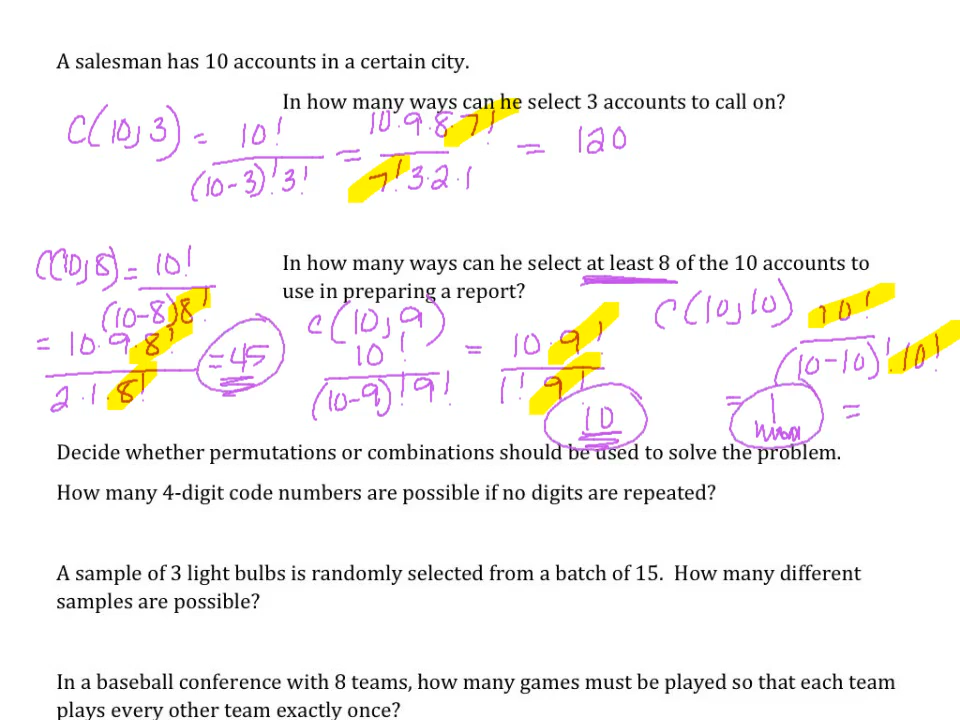 A salesman has 10 accounts in a certain city.
In how many ways can he select 3 accounts to call on?
C(10,3) = 10! / (10-3)!3! = 10·9·8·7! / 7!3·2·1 = 120
In how many ways can he select at least 8 of the 10 accounts to
use in preparing a report?
C(10,8) = 10! / (10-8)8!
= 10·9·8! / 2·1·8! = 45
C(10,9)
10! / (10-9)!9! = 10·9! / 1!9!
10
C(10,10) 10! / (10-10)!10!
= 1 =
Decide whether permutations or combinations should be used to solve the problem.
How many 4-digit code numbers are possible if no digits are repeated?
A sample of 3 light bulbs is randomly selected from a batch of 15. How many different
samples are possible?
In a baseball conference with 8 teams, how many games must be played so that each team
plays every other team exactly once?